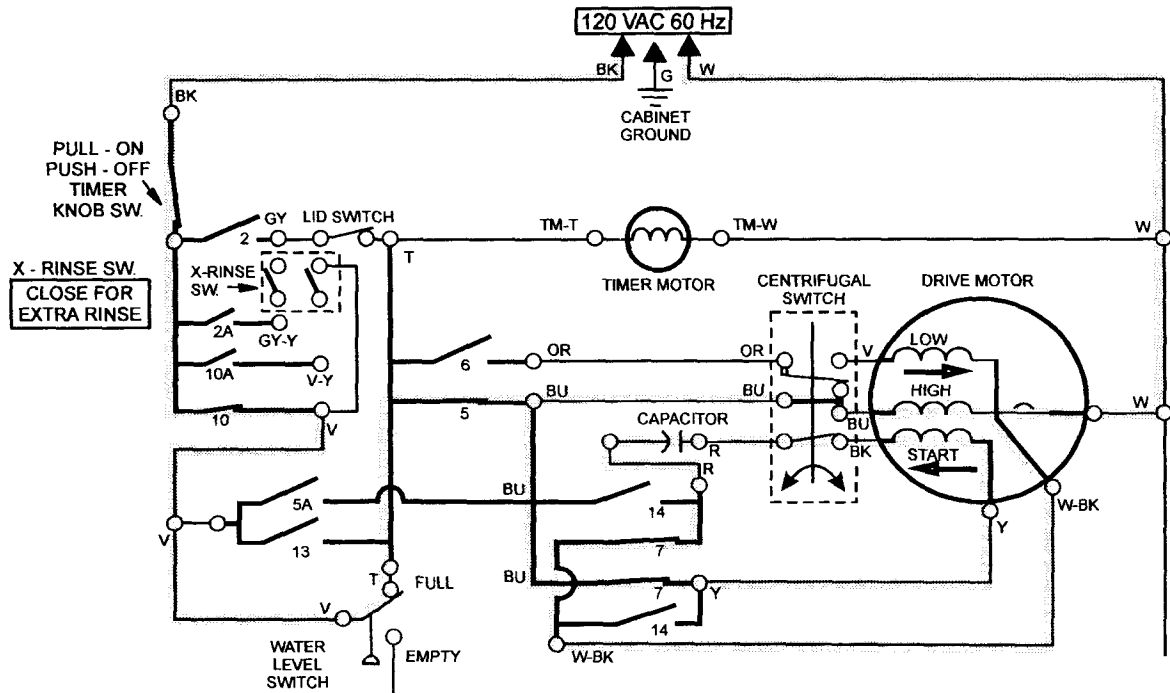 120 VAC 60 Hz
BK
G
W
CABINET
GROUND
BK
PULL - ON
PUSH - OFF
TIMER
KNOB SW.
GY
2
LID SWITCH
T
TM-T
TIMER MOTOR
TM-W
W
X - RINSE SW.
CLOSE FOR
EXTRA RINSE
X-RINSE
SW.
CENTRIFUGAL
SWITCH
DRIVE MOTOR
2A
GY-Y
10A
V-Y
10
V
6
OR
OR
V
LOW
5
BU
BU
BU
HIGH
W
CAPACITOR
R
BK
START
R
5A
BU
14
W-BK
Y
V
13
7
T
FULL
BU
7
Y
V
14
WATER
LEVEL
SWITCH
EMPTY
W-BK